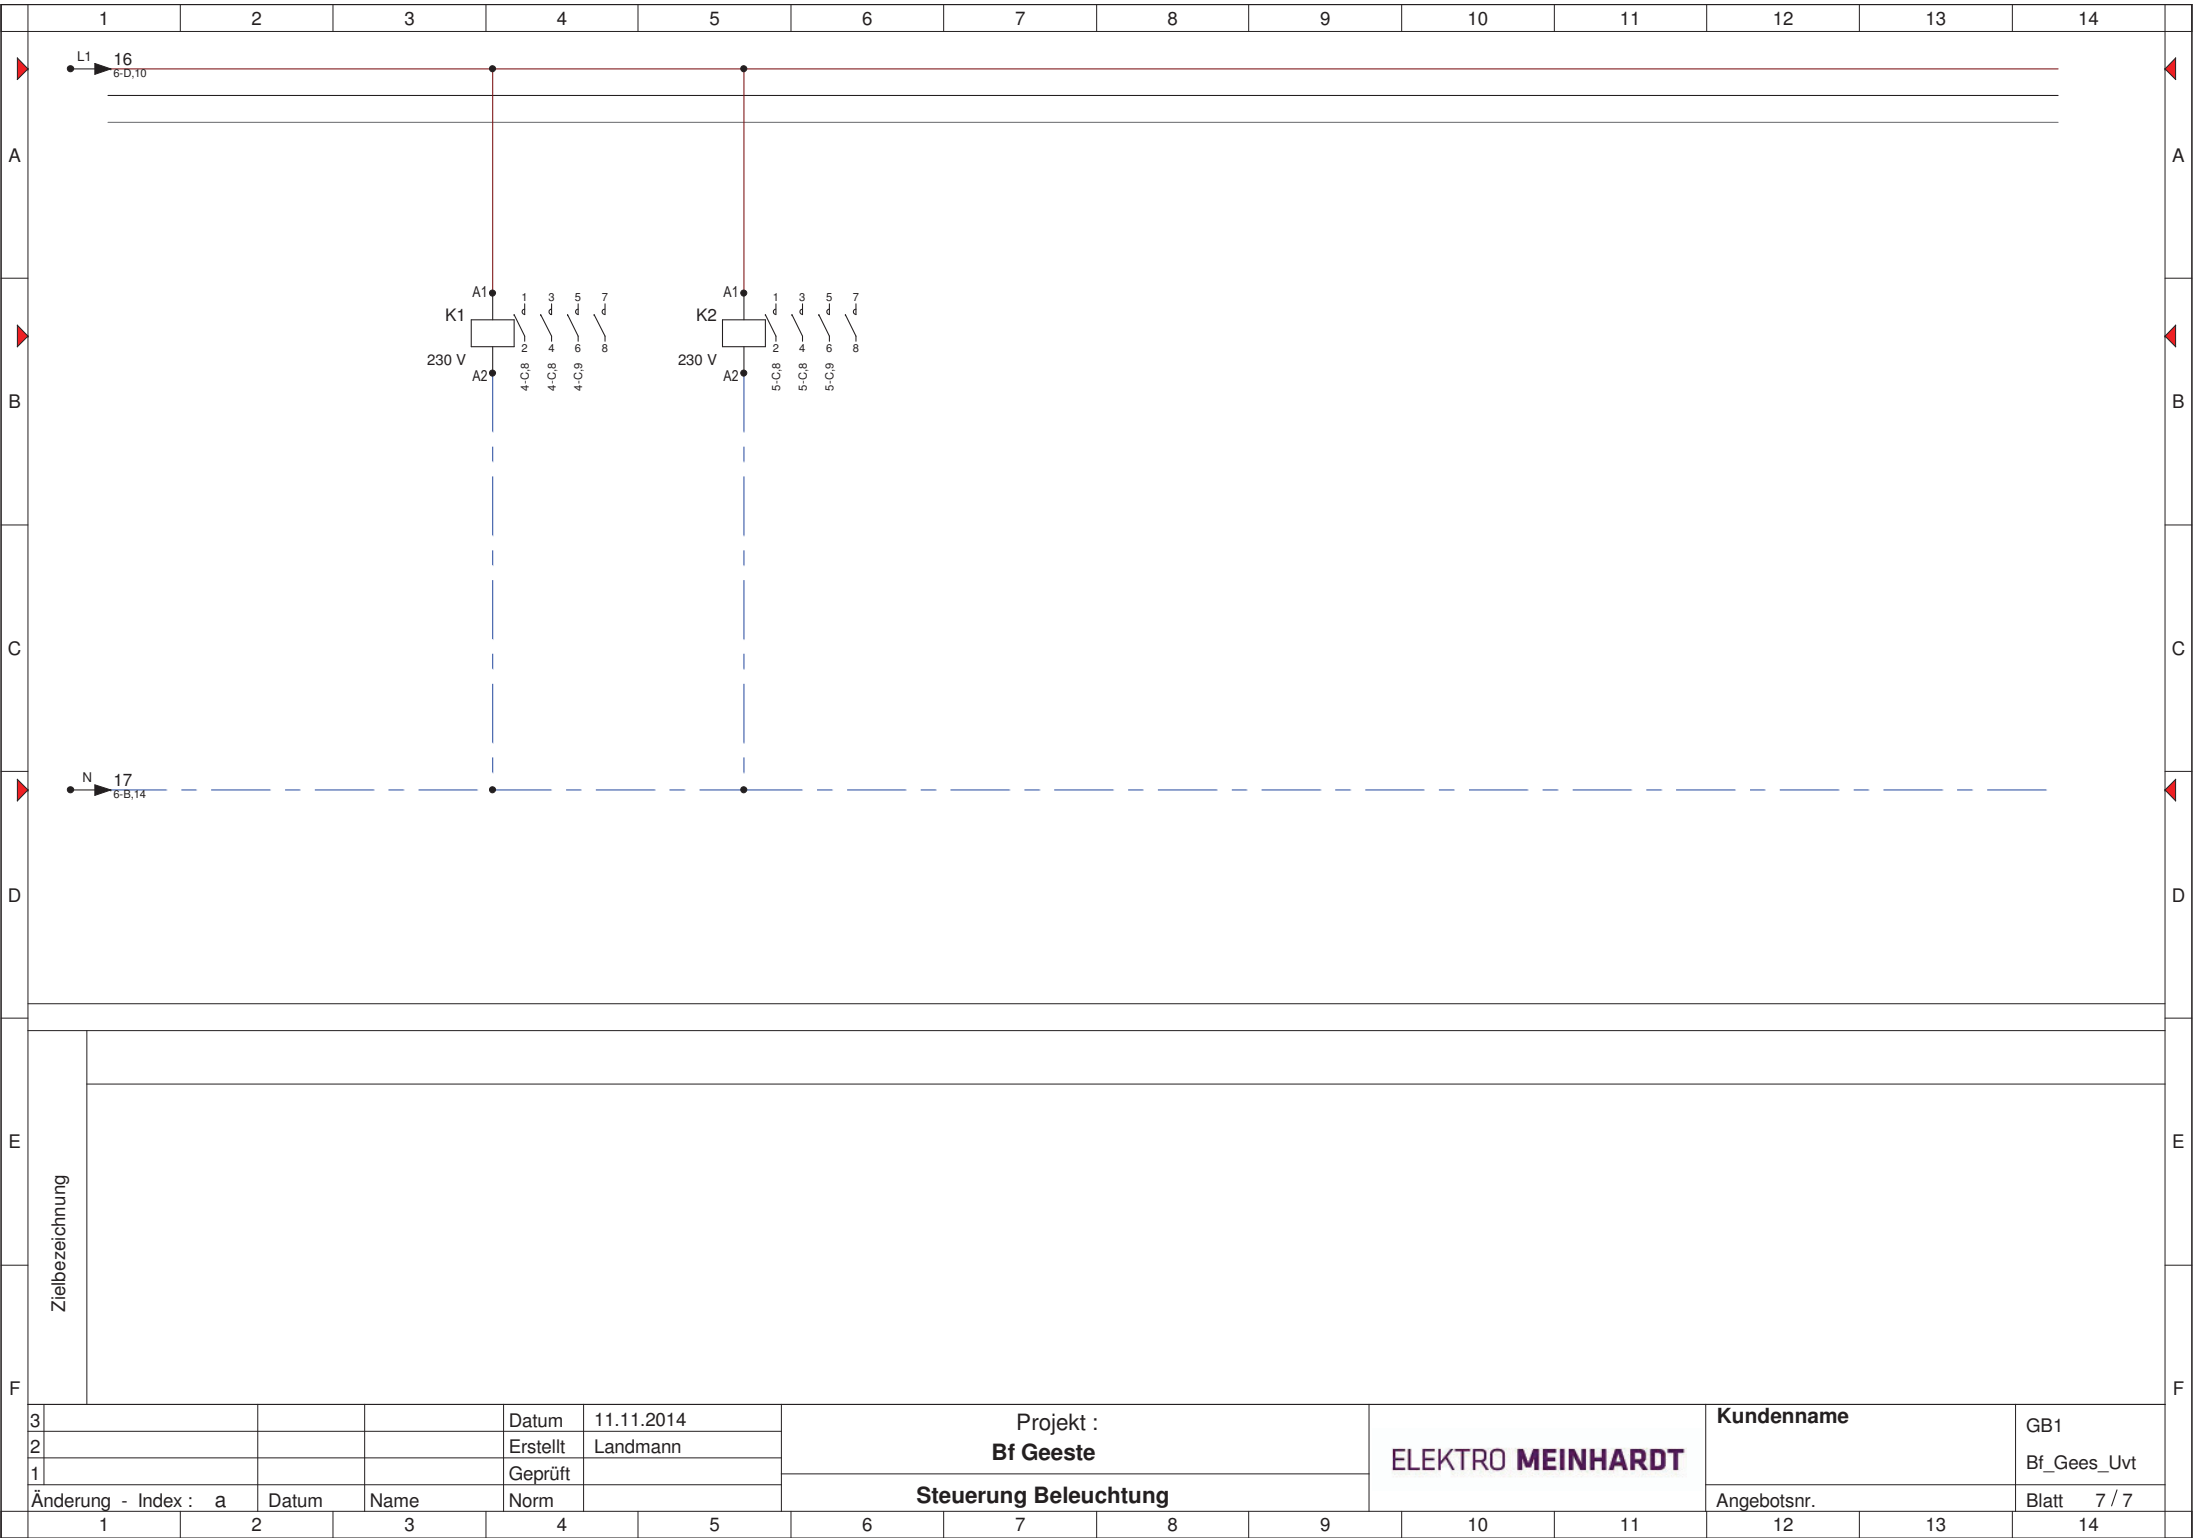 1 2 3 4 5 6 7 8 9 10 11 12 13 14
L1 16
6-D,10
A A
A1 1 3 5 7 A1 1 3 5 7
K1 K2
2 4 6 8 2 4 6 8
230 V 230 V
A2 4-C,8 4-C,8 4-C,9 A2 5-C,8 5-C,8 5-C,9
B B
C C
N 17
6-B,14
D D
E E
Zielbezeichnung
F F
3 Datum 11.11.2014
2 Erstellt Landmann
1 Geprüft
Änderung - Index : a Datum Name Norm
Projekt :
Bf Geeste
Steuerung Beleuchtung
ELEKTRO MEINHARDT
Kundenname
Angebotsnr.
GB1
Bf_Gees_Uvt
Blatt 7 / 7
1 2 3 4 5 6 7 8 9 10 11 12 13 14